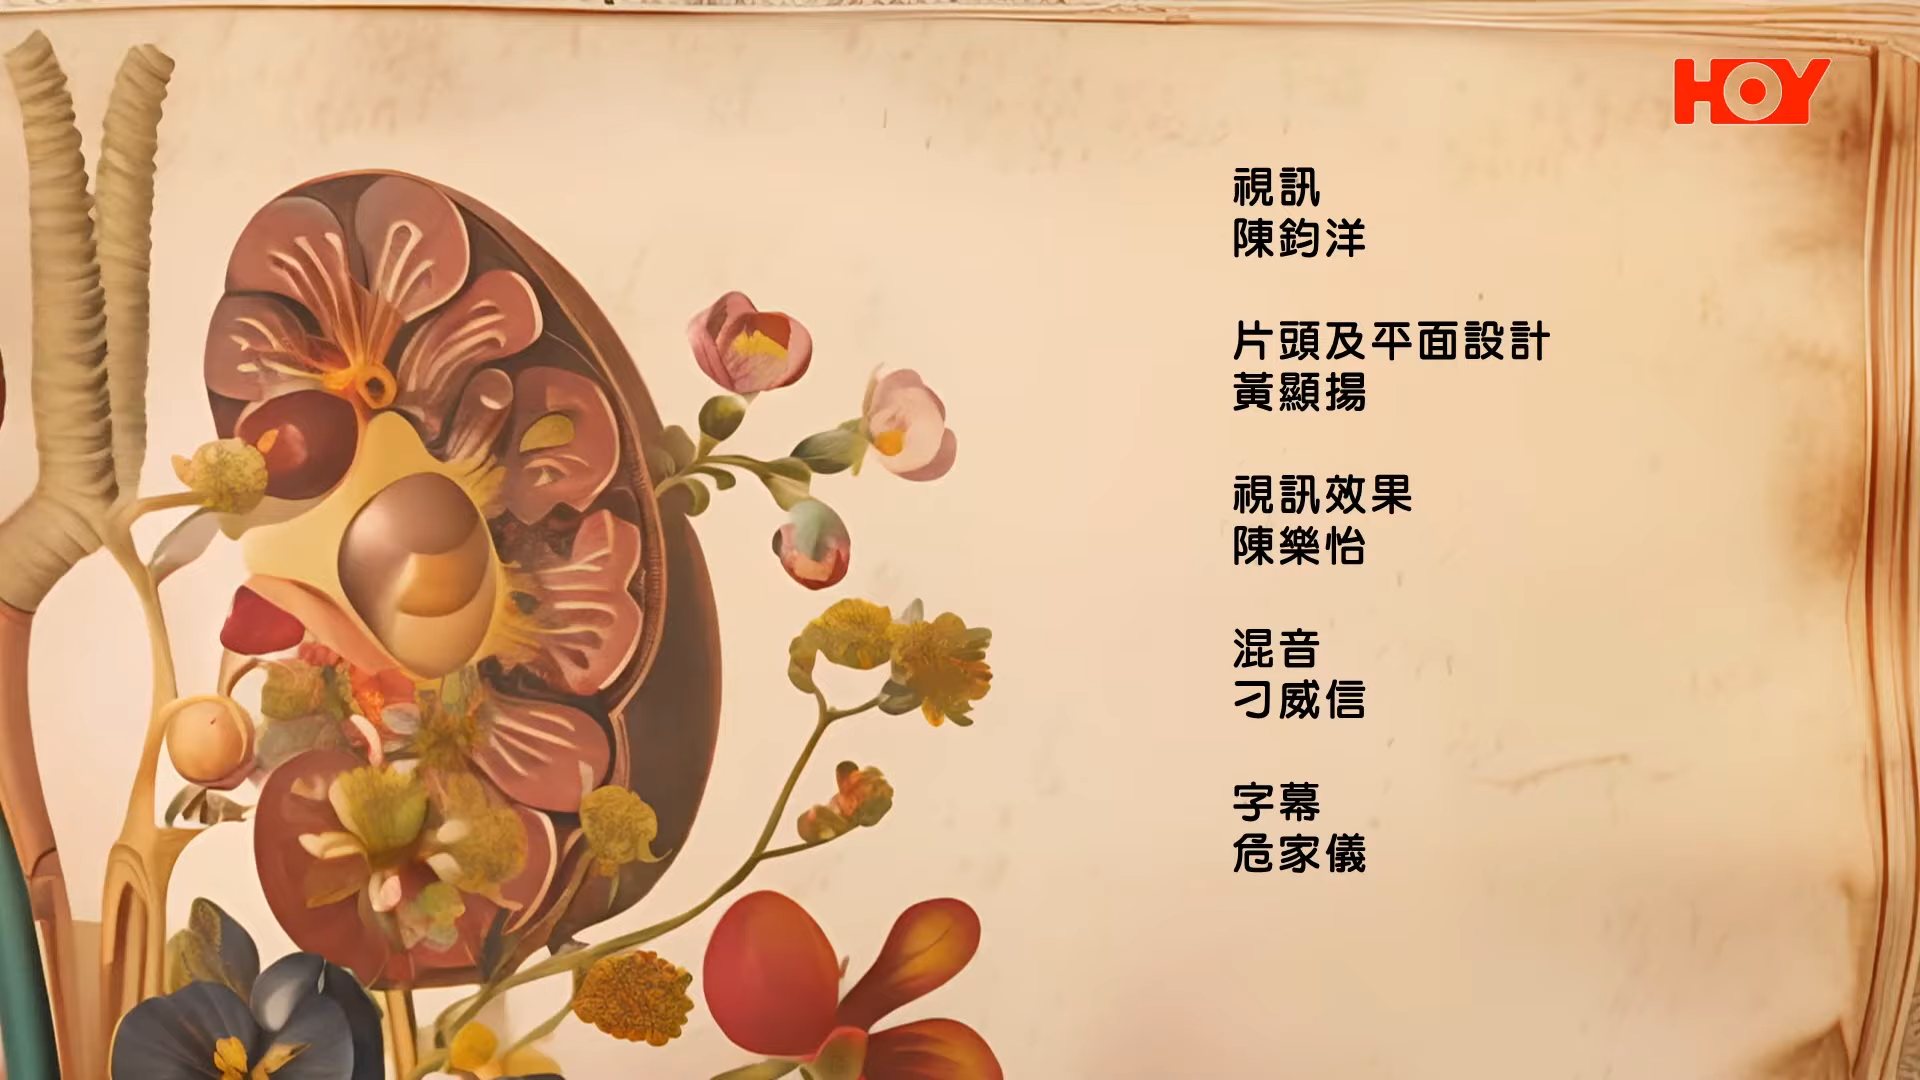 HOY
視訊
陳鈞洋
片頭及平面設計
黃顯揚
視訊效果
陳樂怡
混音
刁威信
字幕
危家儀